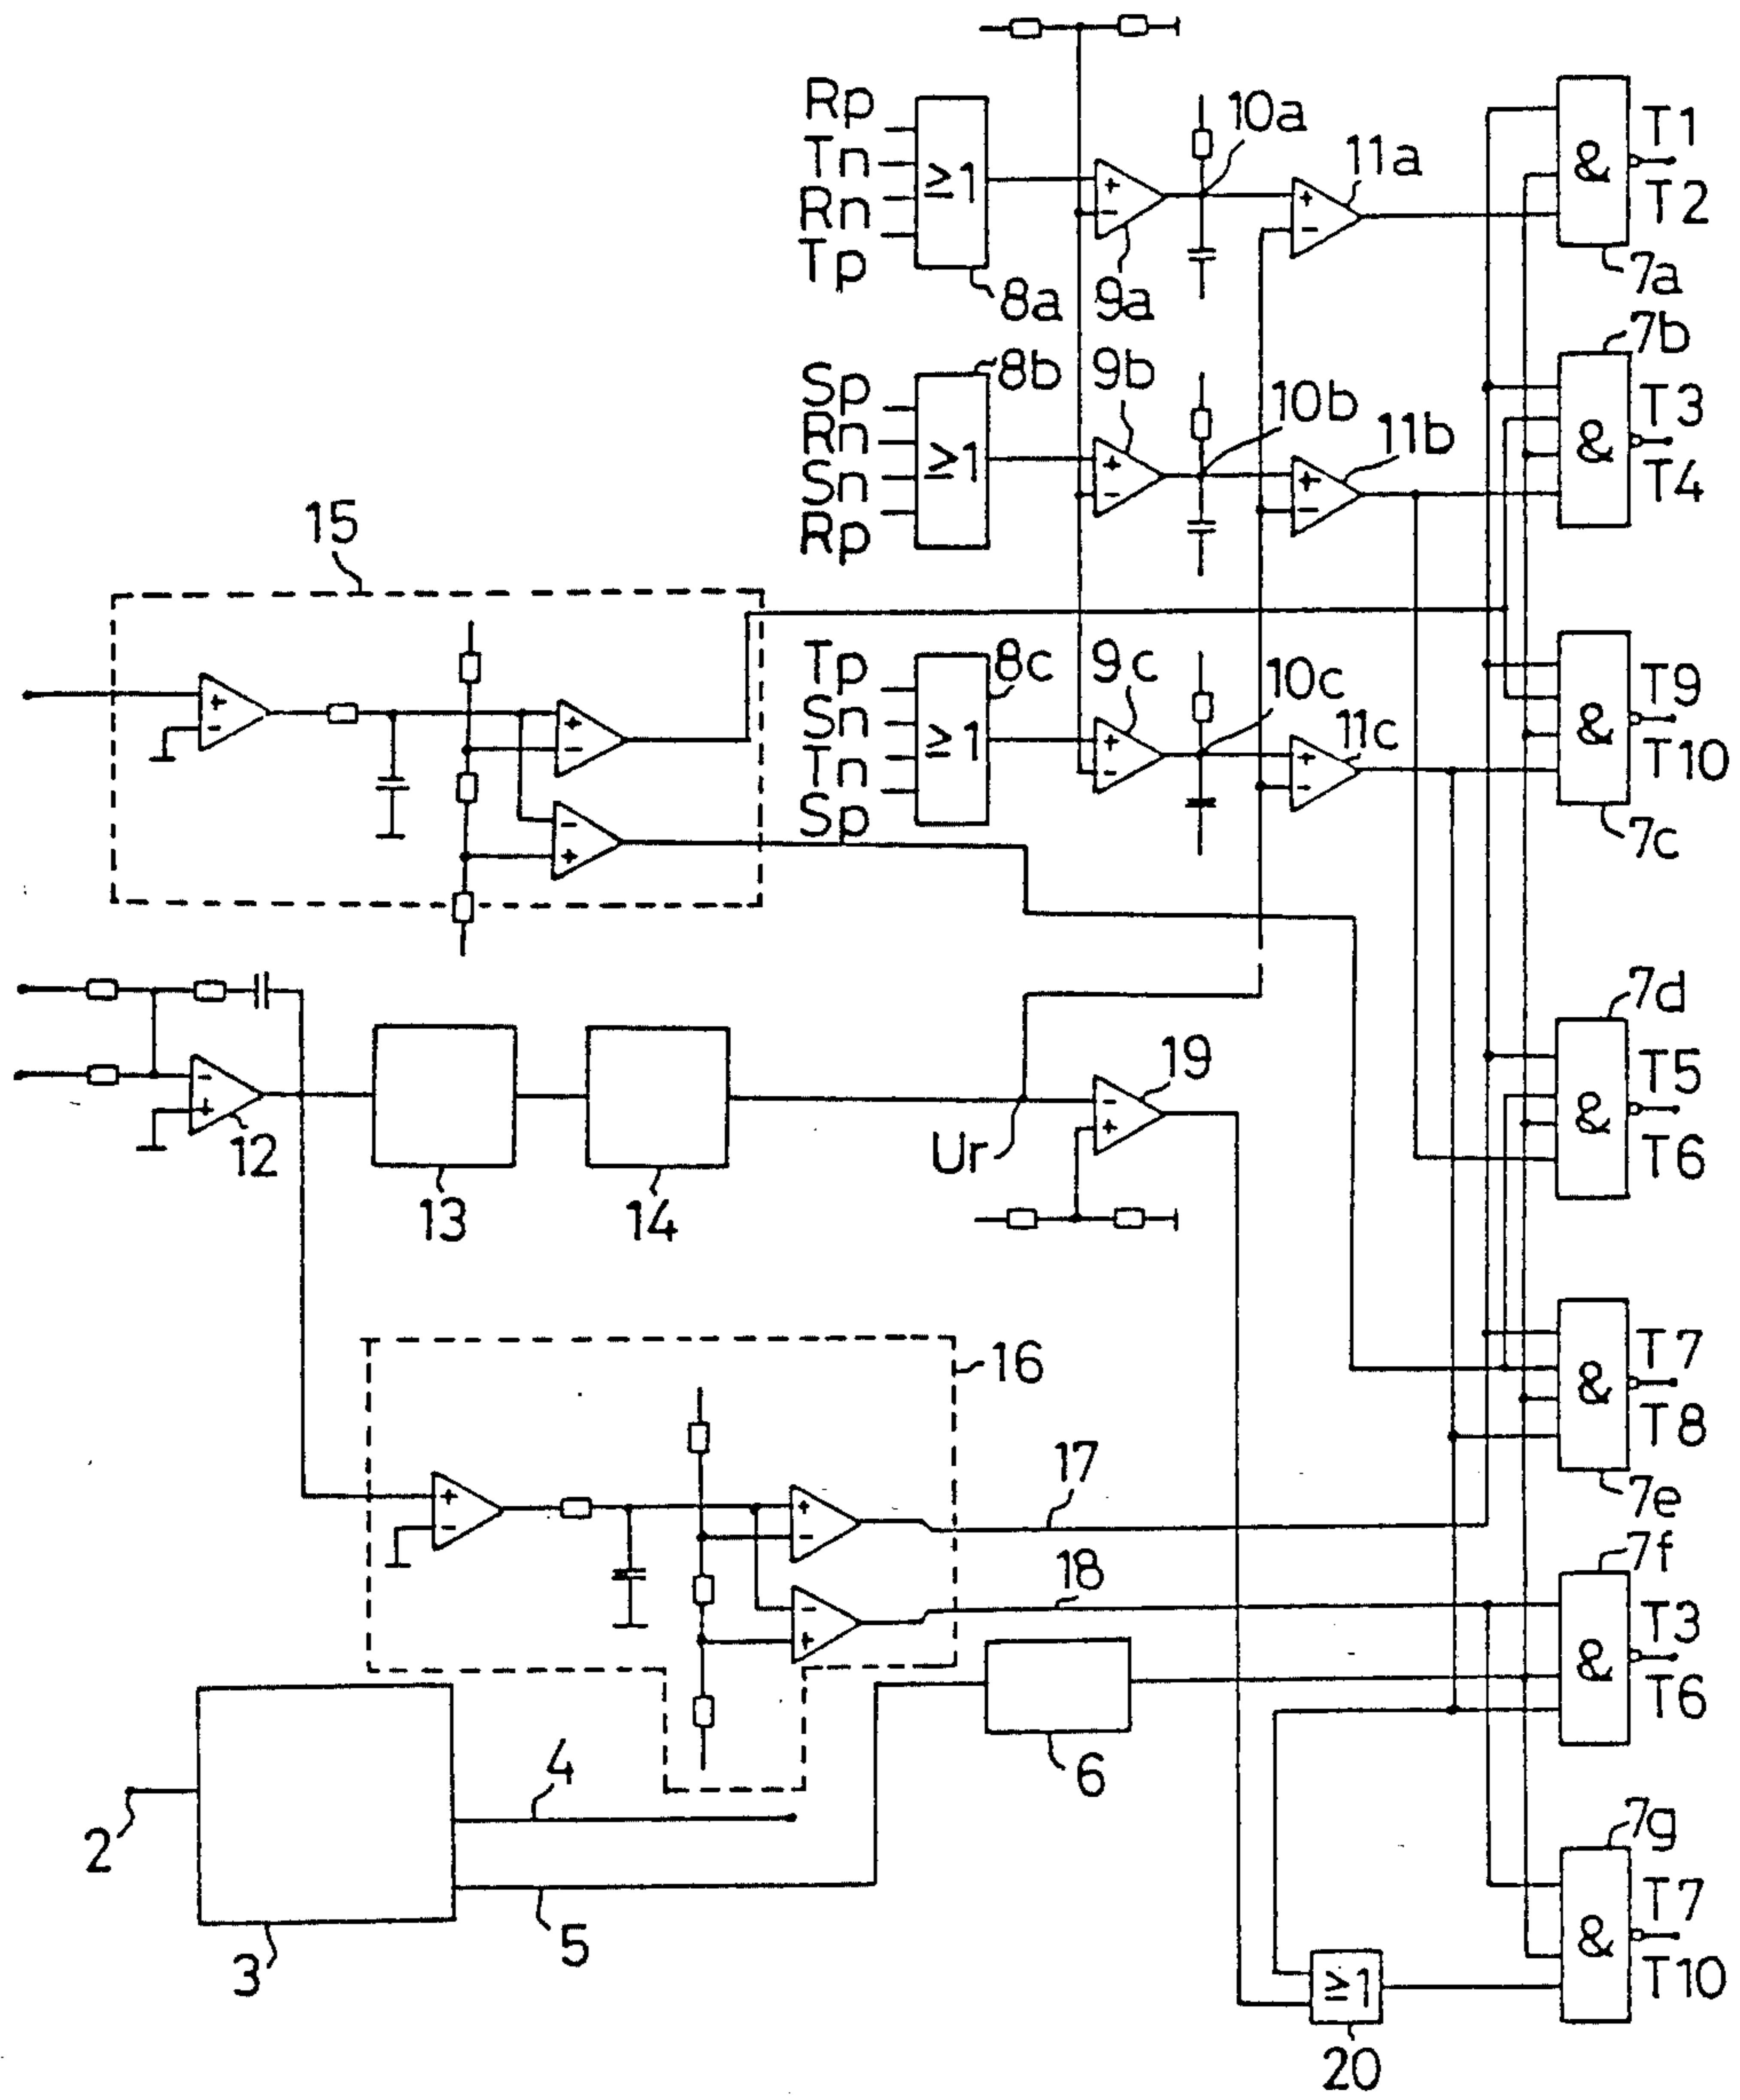 Rp
Tn
Rn
Tp
≥1
8a
+
-
9a
10a
+
-
11a
&
T1
T2
7a
Sp
Rn
Sn
Rp
≥1
8b
+
-
9b
10b
+
-
11b
7b
&
T3
T4
15
+
-
+
-
-
+
Tp
Sn
Tn
Sp
≥1
8c
+
-
9c
10c
+
-
11c
&
T9
T10
7c
-
+
12
13
14
Ur
-
+
19
7d
&
T5
T6
16
+
-
+
-
-
+
17
18
&
T7
T8
7e
7f
&
T3
T6
2
3
4
5
6
7g
&
T7
T10
≥1
20